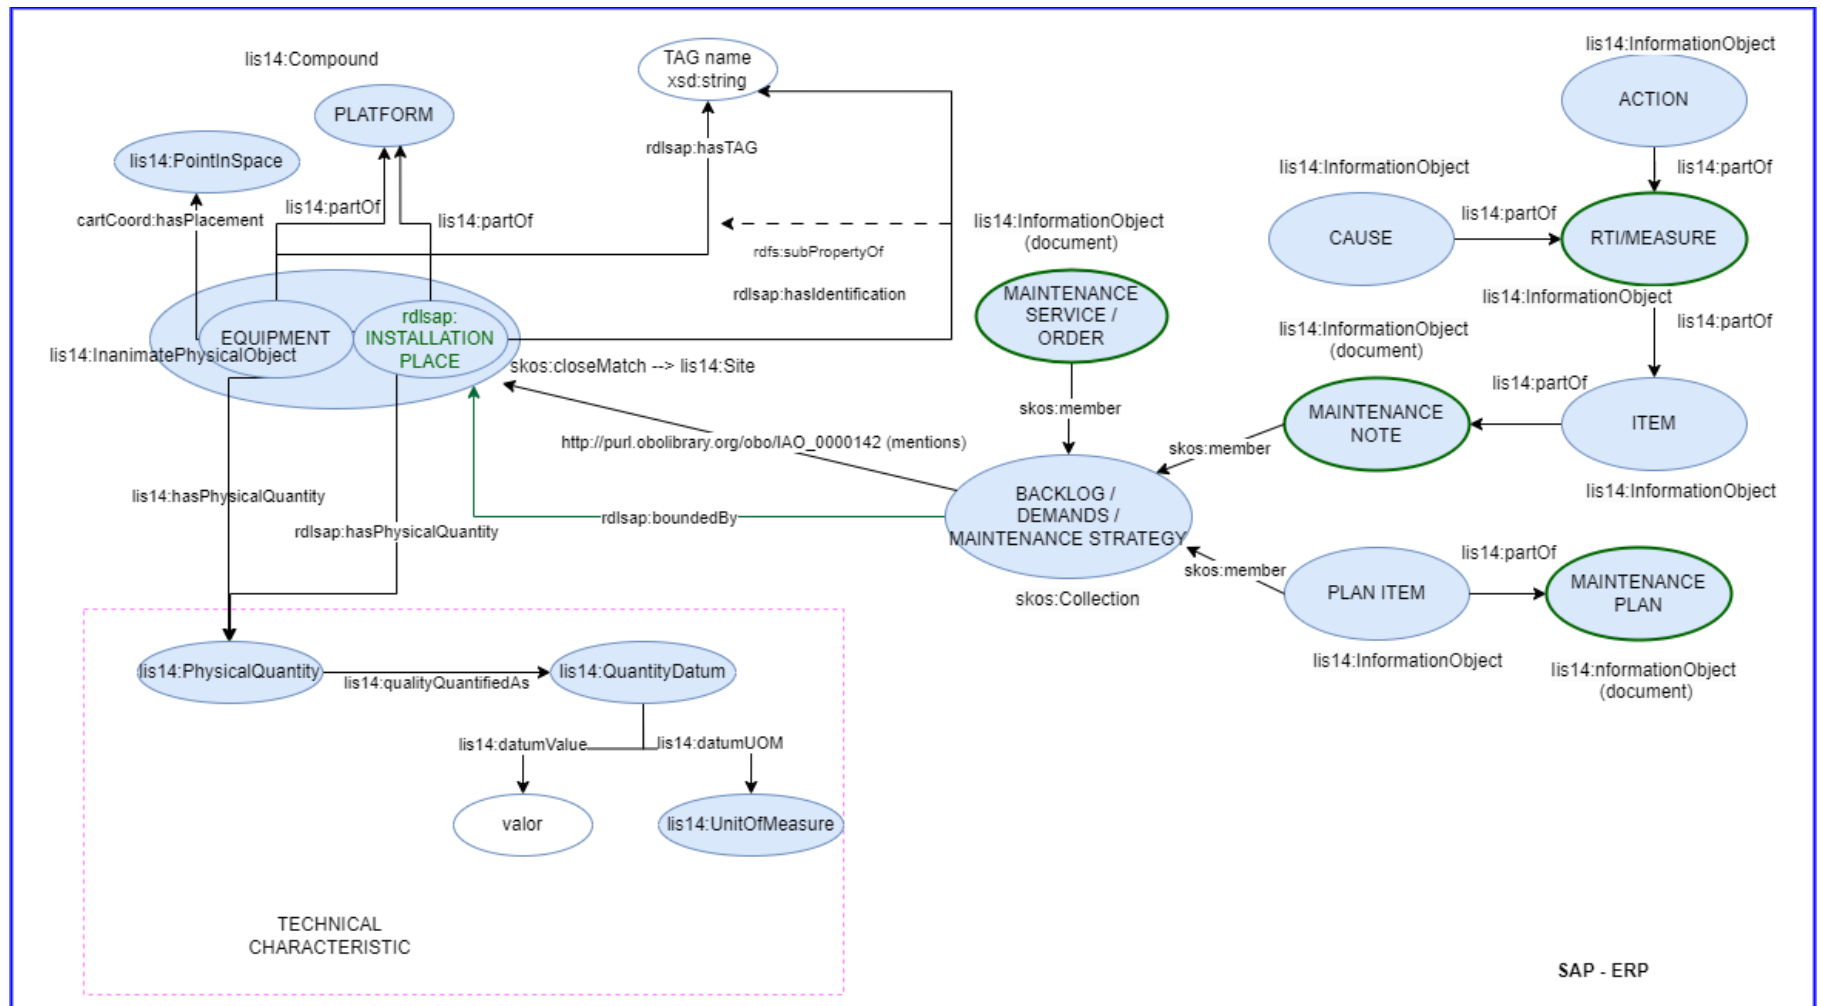 lis14:Compound
TAG name
xsd:string
lis14:InformationObject
ACTION
PLATFORM
lis14:PointInSpace
rdlsap:hasTAG
lis14:InformationObject
lis14:partOf
cartCoord:hasPlacement
lis14:partOf
lis14:partOf
lis14:InformationObject
(document)
lis14:partOf
CAUSE
RTI/MEASURE
rdfs:subPropertyOf
rdlsap:hasIdentification
MAINTENANCE
SERVICE /
ORDER
lis14:InformationObject
lis14:partOf
lis14:InformationObject
(document)
EQUIPMENT
rdlsap:
INSTALLATION
PLACE
lis14:InanimatePhysicalObject
skos:closeMatch --> lis14:Site
lis14:partOf
skos:member
MAINTENANCE
NOTE
ITEM
http://purl.obolibrary.org/obo/IAO_0000142 (mentions)
skos:member
lis14:InformationObject
lis14:hasPhysicalQuantity
rdlsap:hasPhysicalQuantity
rdlsap:boundedBy
BACKLOG /
DEMANDS /
MAINTENANCE STRATEGY
skos:member
lis14:partOf
PLAN ITEM
MAINTENANCE
PLAN
skos:Collection
lis14:InformationObject
lis14:nformationObject
(document)
lis14:PhysicalQuantity
lis14:qualityQuantifiedAs
lis14:QuantityDatum
lis14:datumValue
lis14:datumUOM
valor
lis14:UnitOfMeasure
TECHNICAL
CHARACTERISTIC
SAP - ERP